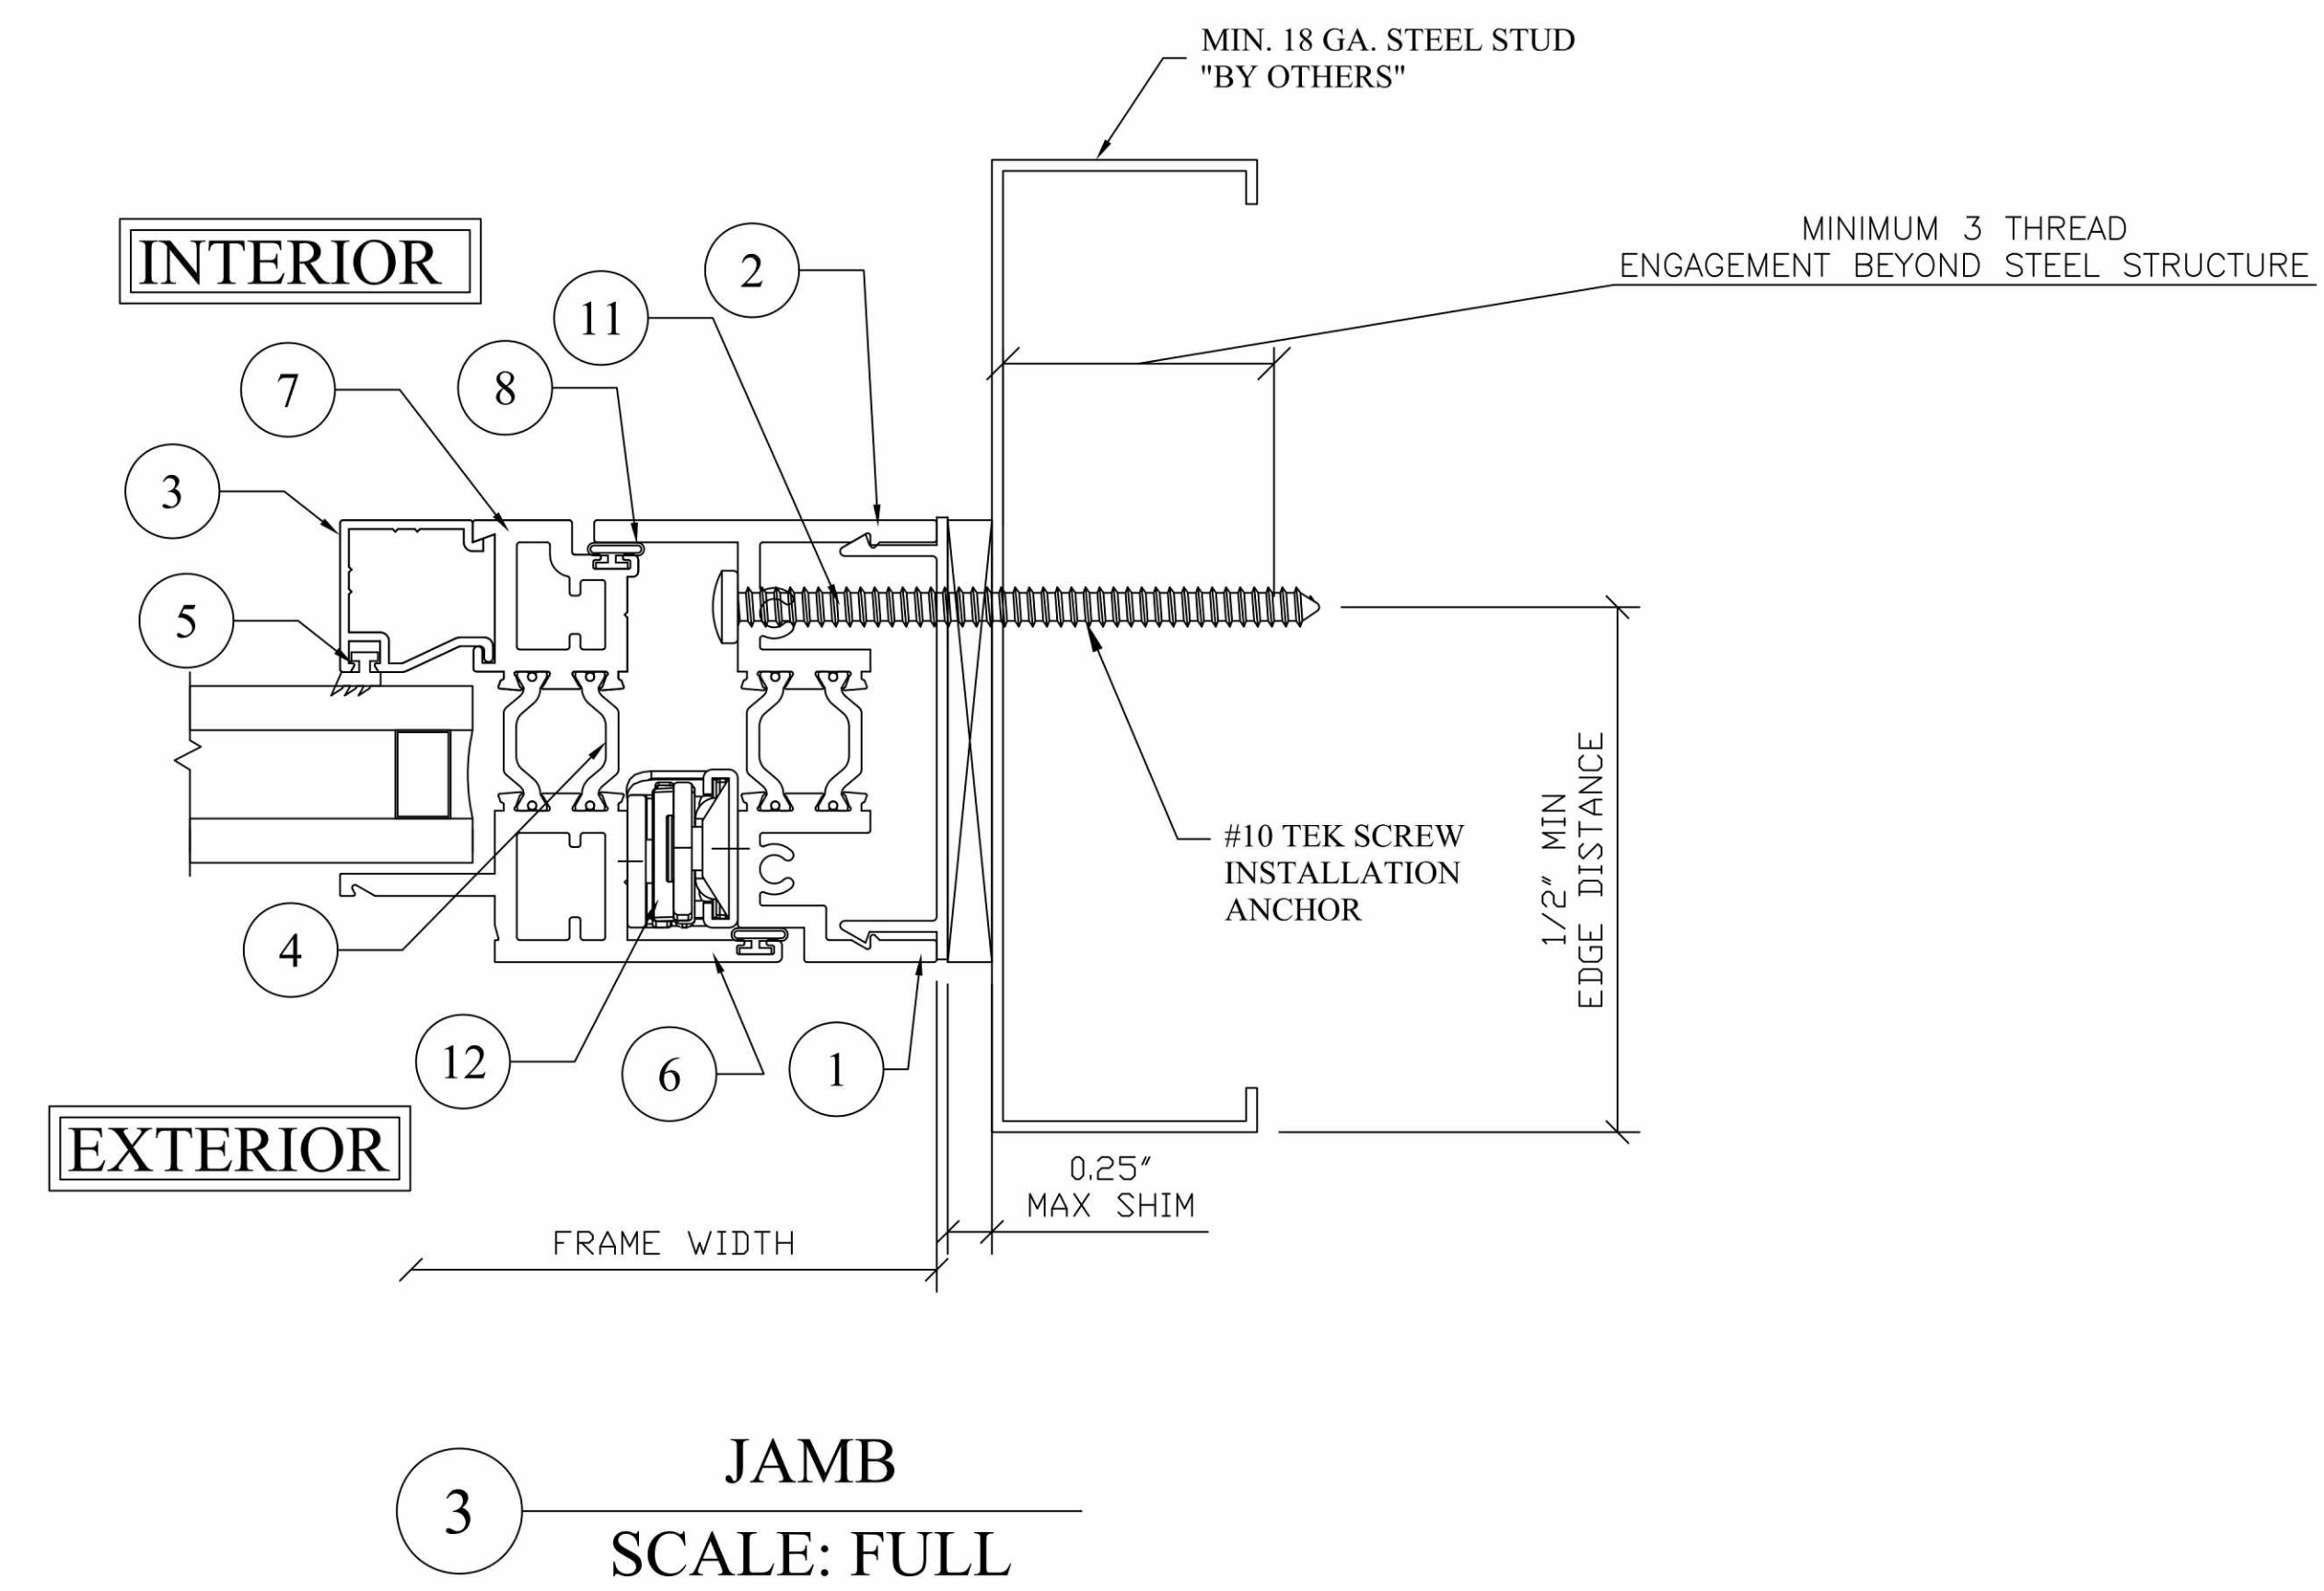 MIN. 18 GA. STEEL STUD
"BY OTHERS"
MINIMUM 3 THREAD
ENGAGEMENT BEYOND STEEL STRUCTURE
INTERIOR
2
11
8
7
3
5
#10 TEK SCREW
INSTALLATION
ANCHOR
1/2" MIN
EDGE DISTANCE
4
12
6
1
EXTERIOR
0.25"
MAX SHIM
FRAME WIDTH
3
JAMB
SCALE: FULL